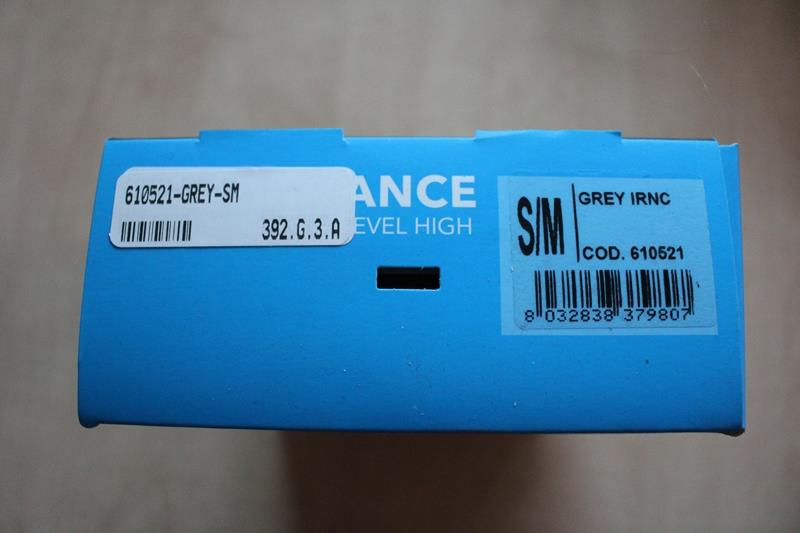 610521-GREY-SM
392.G.3.A
ANCE
EVEL HIGH
S/M
GREY IRNC
COD. 610521
8 032838 379807